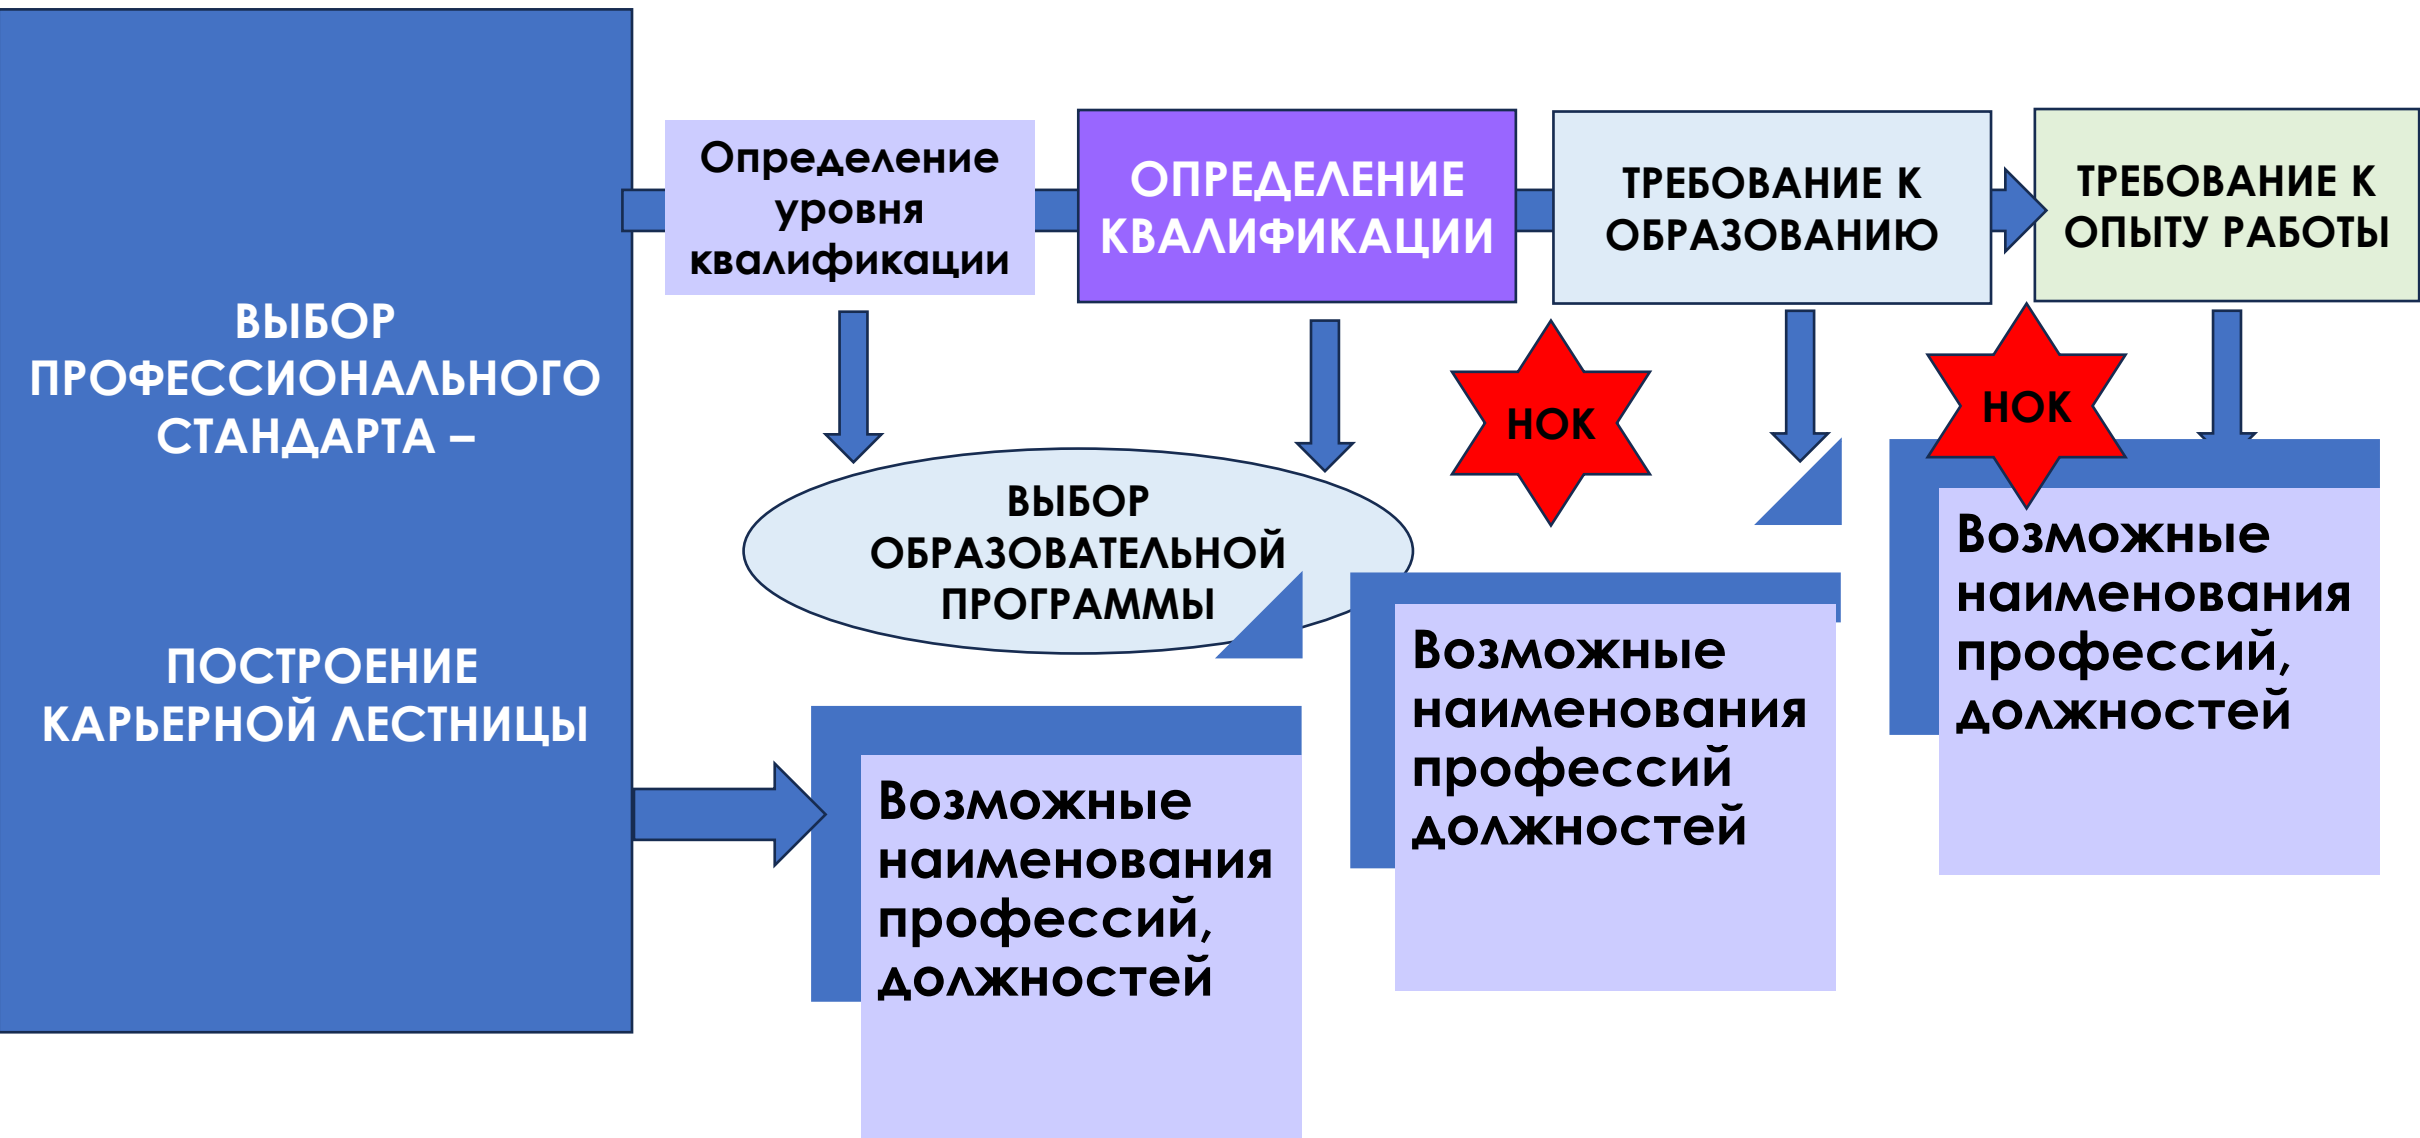 ВЫБОР
ПРОФЕССИОНАЛЬНОГО
СТАНДАРТА –
ПОСТРОЕНИЕ
КАРЬЕРНОЙ ЛЕСТНИЦЫ
Определение
уровня
квалификации
ОПРЕДЕЛЕНИЕ
КВАЛИФИКАЦИИ
ТРЕБОВАНИЕ К
ОБРАЗОВАНИЮ
ТРЕБОВАНИЕ К
ОПЫТУ РАБОТЫ
НОК
НОК
ВЫБОР
ОБРАЗОВАТЕЛЬНОЙ
ПРОГРАММЫ
Возможные
наименования
профессий,
должностей
Возможные
наименования
профессий
должностей
Возможные
наименования
профессий,
должностей